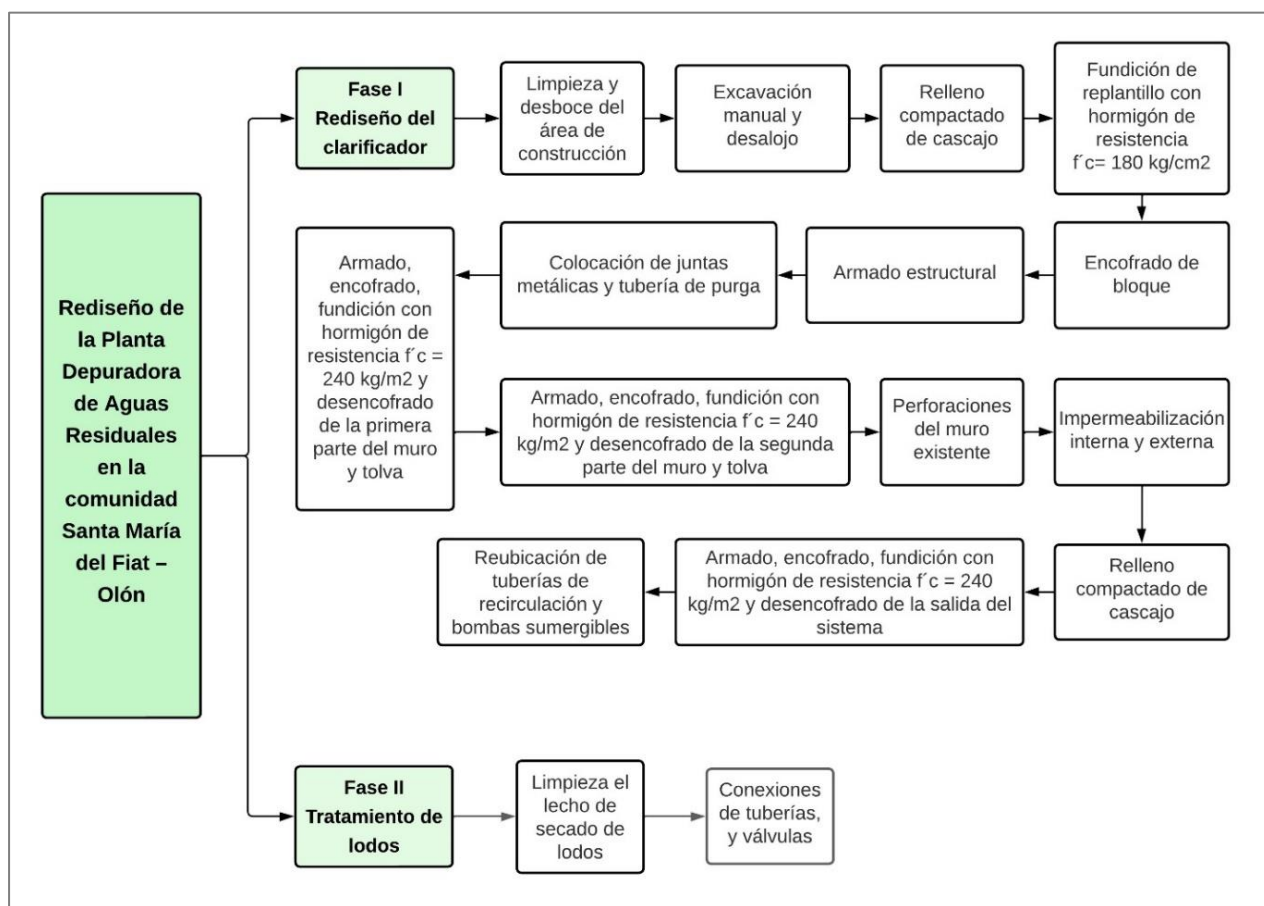 Rediseño de
la Planta
Depuradora
de Aguas
Residuales
en la
comunidad
Santa María
del Fiat –
Olón
Fase I
Rediseño del
clarificador
Limpieza y
desboce del
área de
construcción
Excavación
manual y
desalojo
Relleno
compactado
de cascajo
Fundición de
replantillo con
hormigón de
resistencia
f´c= 180 kg/cm2
Encofrado de
bloque
Armado estructural
Colocación de juntas
metálicas y tubería de purga
Armado,
encofrado,
fundición con
hormigón de
resistencia f´c =
240 kg/m2 y
desencofrado de
la primera
parte del muro
y tolva
Armado, encofrado, fundición con
hormigón de resistencia f´c = 240
kg/m2 y desencofrado de la segunda
parte del muro y tolva
Perforaciones
del muro
existente
Impermeabilización
interna y externa
Relleno
compactado de
cascajo
Armado, encofrado, fundición con
hormigón de resistencia f´c = 240
kg/m2 y desencofrado de la salida del
sistema
Reubicación de
tuberías de
recirculación y
bombas sumergibles
Fase II
Tratamiento de
lodos
Limpieza el
lecho de
secado de
lodos
Conexiones
de tuberías,
y válvulas